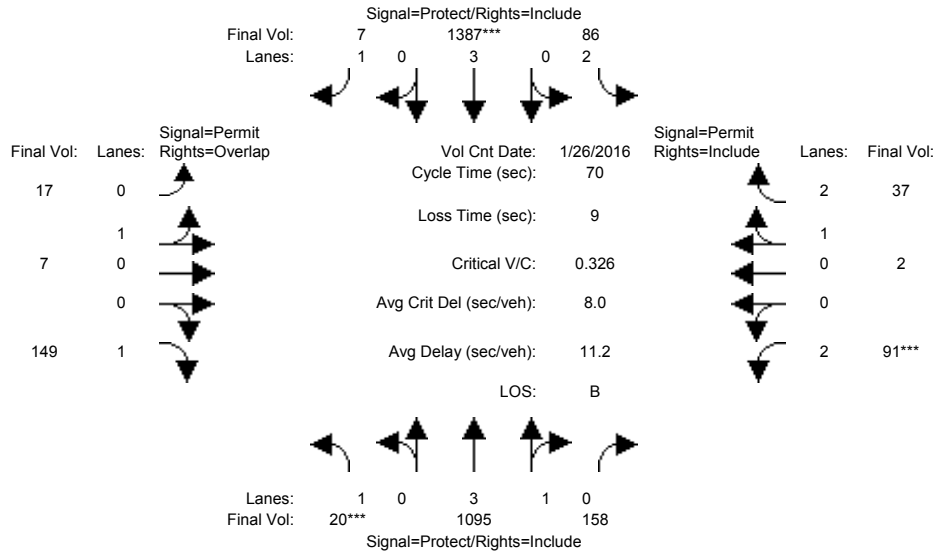 Signal=Protect/Rights=Include
Final Vol: 7 1387*** 86
Lanes: 1 0 3 0 2
Signal=Permit Signal=Permit
Final Vol: Lanes: Rights=Overlap Vol Cnt Date: 1/26/2016 Rights=Include Lanes: Final Vol:
Cycle Time (sec): 70
17 0 2 37
Loss Time (sec): 9
1 1
7 0 Critical V/C: 0.326 0 2
0 Avg Crit Del (sec/veh): 8.0 0
149 1 Avg Delay (sec/veh): 11.2 2 91***
LOS: B
Lanes: 1 0 3 1 0
Final Vol: 20*** 1095 158
Signal=Protect/Rights=Include